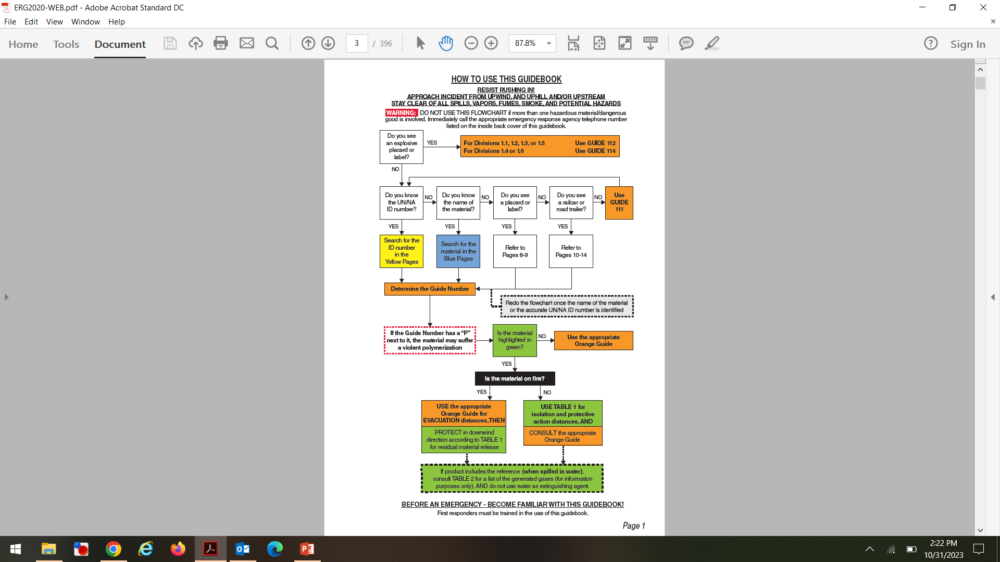 ERG2020-WEB.pdf - Adobe Acrobat Standard DC
File Edit View Window Help
Home Tools Document 3 / 396 87.8% Sign In
HOW TO USE THIS GUIDEBOOK
RESIST RUSHING IN!
APPROACH INCIDENT FROM UPWIND, AND UPHILL AND/OR UPSTREAM
STAY CLEAR OF ALL SPILLS, VAPORS, FUMES, SMOKE, AND POTENTIAL HAZARDS
WARNING: DO NOT USE THIS FLOWCHART if more than one hazardous material/dangerous
good is involved. Immediately call the appropriate emergency response agency telephone number
listed on the inside back cover of this guidebook.
Do you see
an explosive
placard or
label?
YES
For Divisions 1.1, 1.2, 1.3, or 1.5 Use GUIDE 112
For Divisions 1.4 or 1.6 Use GUIDE 114
NO
Do you know
the UN/NA
ID number?
NO
Do you know
the name of
the material?
NO
Do you see
a placard or
label?
NO
Do you see
a railcar or
road trailer?
NO
Use
GUIDE
111
YES
YES
YES
YES
Search for the
ID number
in the
Yellow Pages
Search for the
material in the
Blue Pages
Refer to
Pages 8-9
Refer to
Pages 10-14
Determine the Guide Number
Redo the flowchart once the name of the material
or the accurate UN/NA ID number is identified
If the Guide Number has a “P”
next to it, the material may suffer
a violent polymerization
Is the material
highlighted in
green?
NO
Use the appropriate
Orange Guide
YES
Is the material on fire?
YES
NO
USE the appropriate
Orange Guide for
EVACUATION distances, THEN
PROTECT in downwind
direction according to TABLE 1
for residual material release
USE TABLE 1 for
isolation and protective
action distances, AND
CONSULT the appropriate
Orange Guide
If product includes the reference (when spilled in water),
consult TABLE 2 for a list of the generated gases (for information
purposes only), AND do not use water as extinguishing agent.
BEFORE AN EMERGENCY - BECOME FAMILIAR WITH THIS GUIDEBOOK!
First responders must be trained in the use of this guidebook.
Page 1
2:22 PM
10/31/2023